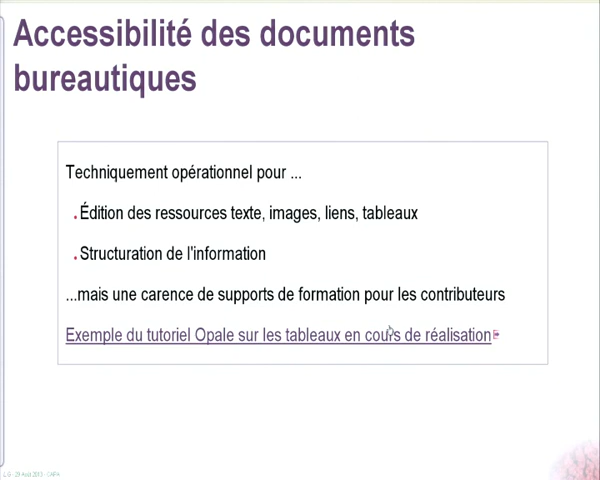 Accessibilité des documents
bureautiques
Techniquement opérationnel pour ...
Édition des ressources texte, images, liens, tableaux
Structuration de l'information
...mais une carence de supports de formation pour les contributeurs
Exemple du tutoriel Opale sur les tableaux en cours de réalisation